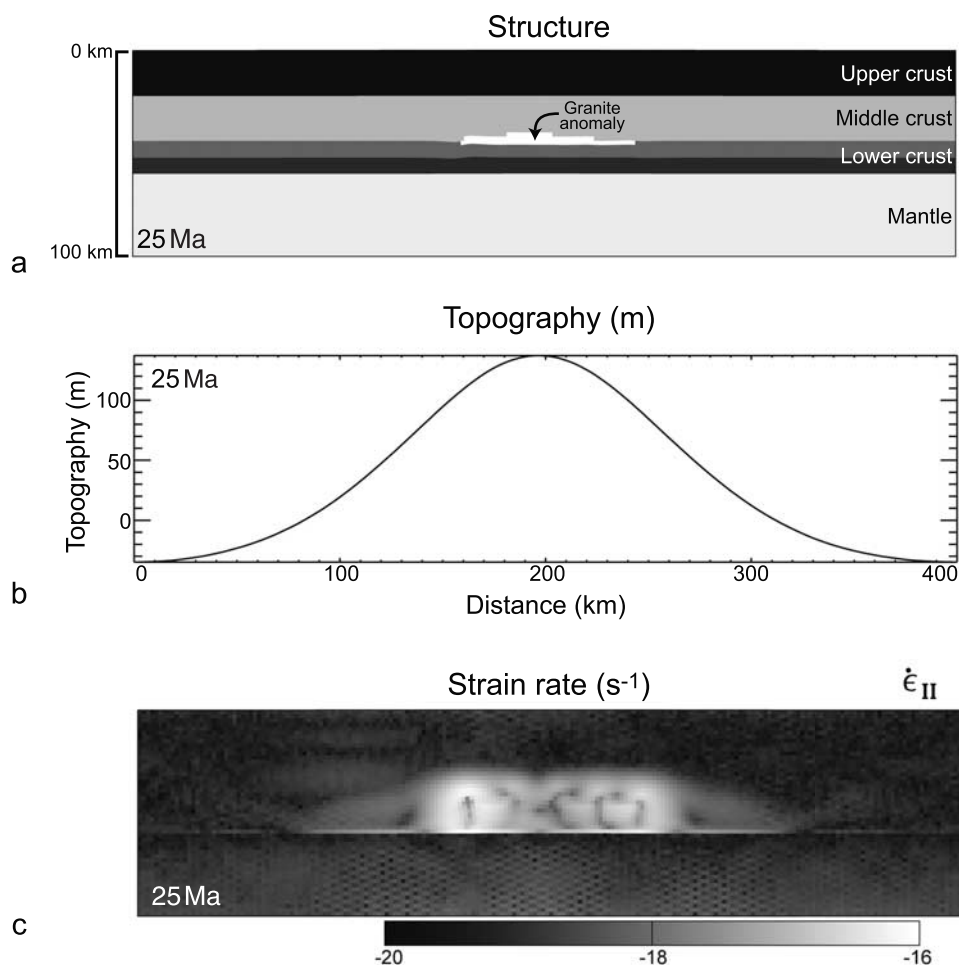 Structure
0 km
Upper crust
Granite
anomaly
Middle crust
Lower crust
Mantle
25 Ma
100 km
a
Topography (m)
25 Ma
Topography (m)
100
50
0
0 100 200 300 400
b
Distance (km)
Strain rate (s-1)
ε̇II
25 Ma
c
-20 -18 -16